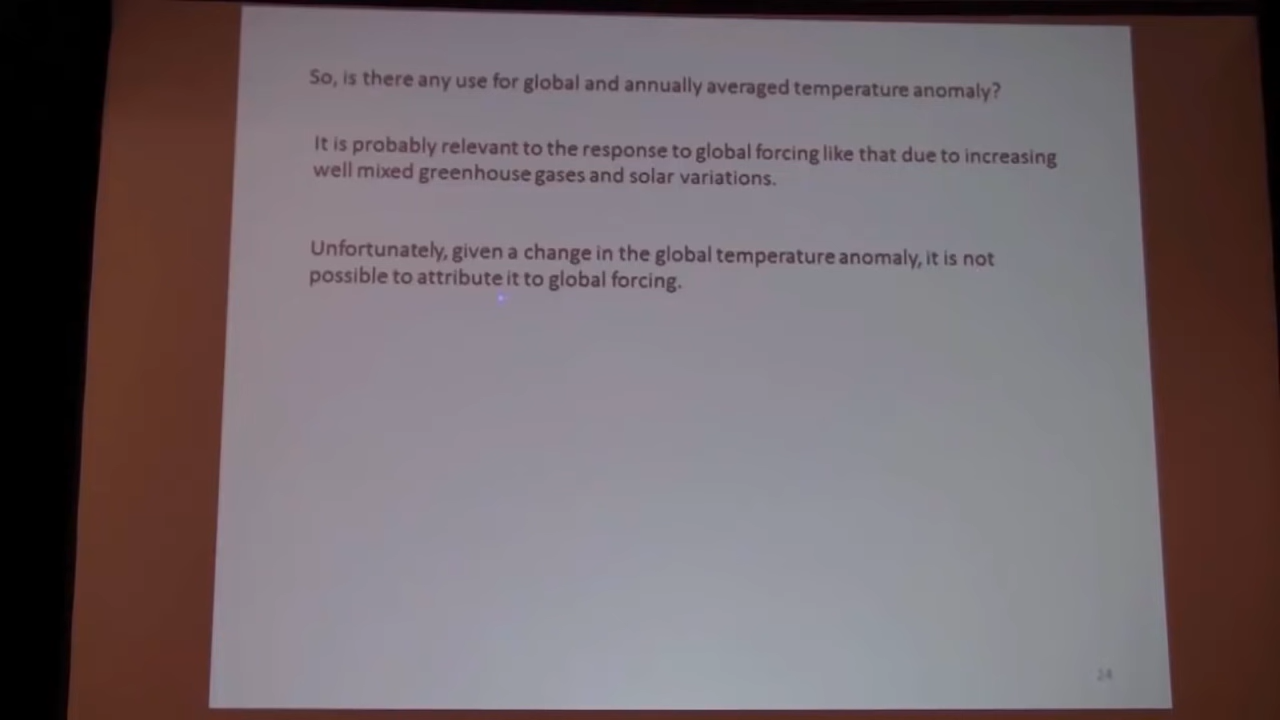 So, is there any use for global and annually averaged temperature anomaly?
It is probably relevant to the response to global forcing like that due to increasing
well mixed greenhouse gases and solar variations.
Unfortunately, given a change in the global temperature anomaly, it is not
possible to attribute it to global forcing.
24